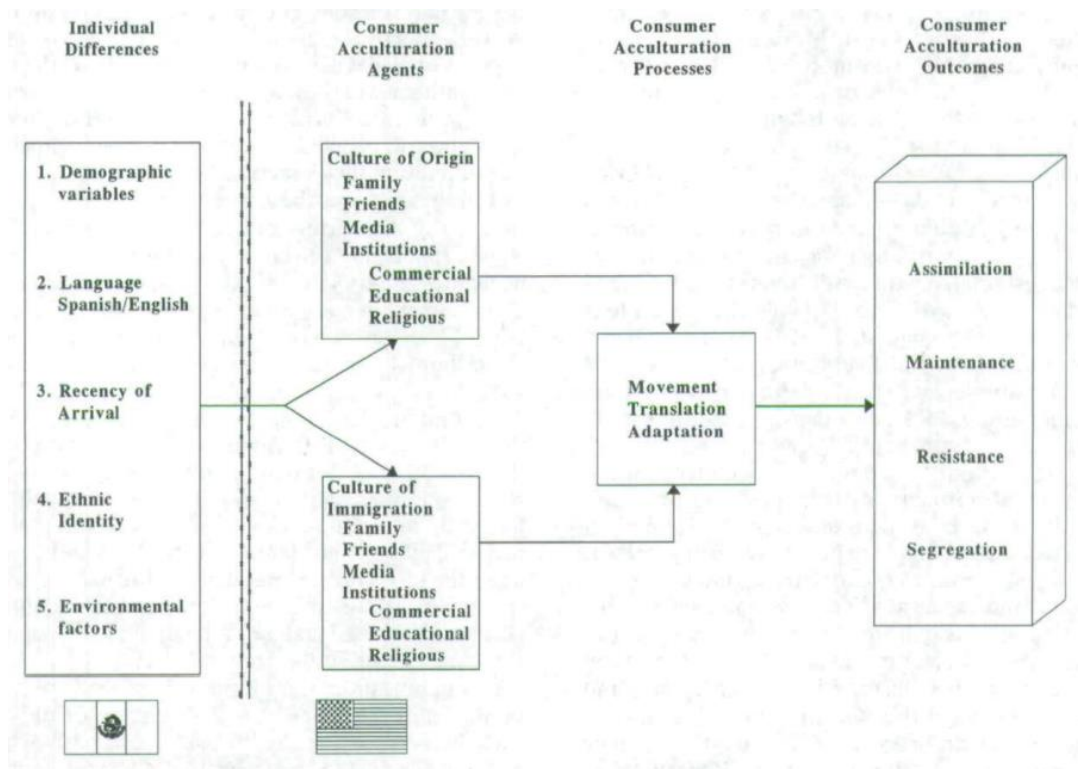 Individual
Differences
Consumer
Acculturation
Agents
Consumer
Acculturation
Processes
Consumer
Acculturation
Outcomes
1. Demographic
variables
2. Language
Spanish/English
3. Recency of
Arrival
4. Ethnic
Identity
5. Environmental
factors
Culture of Origin
Family
Friends
Media
Institutions
Commercial
Educational
Religious
Culture of
Immigration
Family
Friends
Media
Institutions
Commercial
Educational
Religious
Movement
Translation
Adaptation
Assimilation
Maintenance
Resistance
Segregation